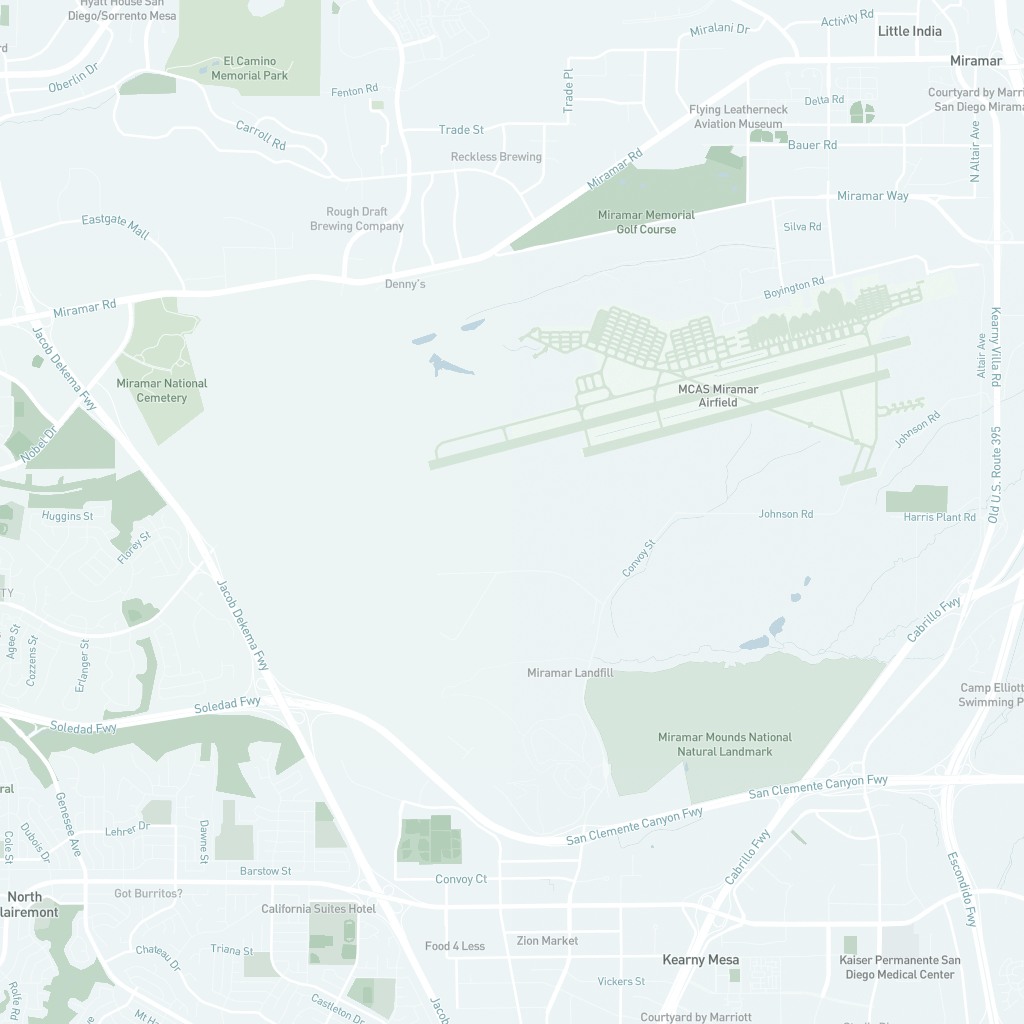 Hyatt House San
Diego/Sorrento Mesa
Activity Rd
Miralani Dr
Little India
Miramar
El Camino
Memorial Park
Oberlin Dr
Fenton Rd
Trade Pl
Courtyard by Marri
San Diego Miram
Delta Rd
Flying Leatherneck
Aviation Museum
Carroll Rd
Trade St
Bauer Rd
N Altair Ave
Reckless Brewing
Miramar Rd
Miramar Way
Eastgate Mall
Rough Draft
Brewing Company
Miramar Memorial
Golf Course
Silva Rd
Denny's
Boyington Rd
Miramar Rd
Jacob Dekema Fwy
Kearny Villa Rd
Altair Ave
Miramar National
Cemetery
MCAS Miramar
Airfield
Nobel Dr
Johnson Rd
Old U.S. Route 395
Huggins St
Johnson Rd
Harris Plant Rd
Florey St
Convoy St
TY
Jacob Dekema Fwy
Cabrillo Fwy
Agee St
Cozzens St
Erlanger St
Miramar Landfill
Camp Elliott
Swimming P
Soledad Fwy
Soledad Fwy
Miramar Mounds National
Natural Landmark
San Clemente Canyon Fwy
ral
Genesee Ave
San Clemente Canyon Fwy
Lehrer Dr
Dawne St
Dubois Dr
Cole St
Cabrillo Fwy
Escondido Fwy
Barstow St
Convoy Ct
North
lairemont
Got Burritos?
California Suites Hotel
Food 4 Less
Zion Market
Chateau Dr
Triana St
Kearny Mesa
Kaiser Permanente San
Diego Medical Center
Vickers St
Rolfe Rd
Castleton Dr
Jacob
Mt Ha
Courtyard by Marriott